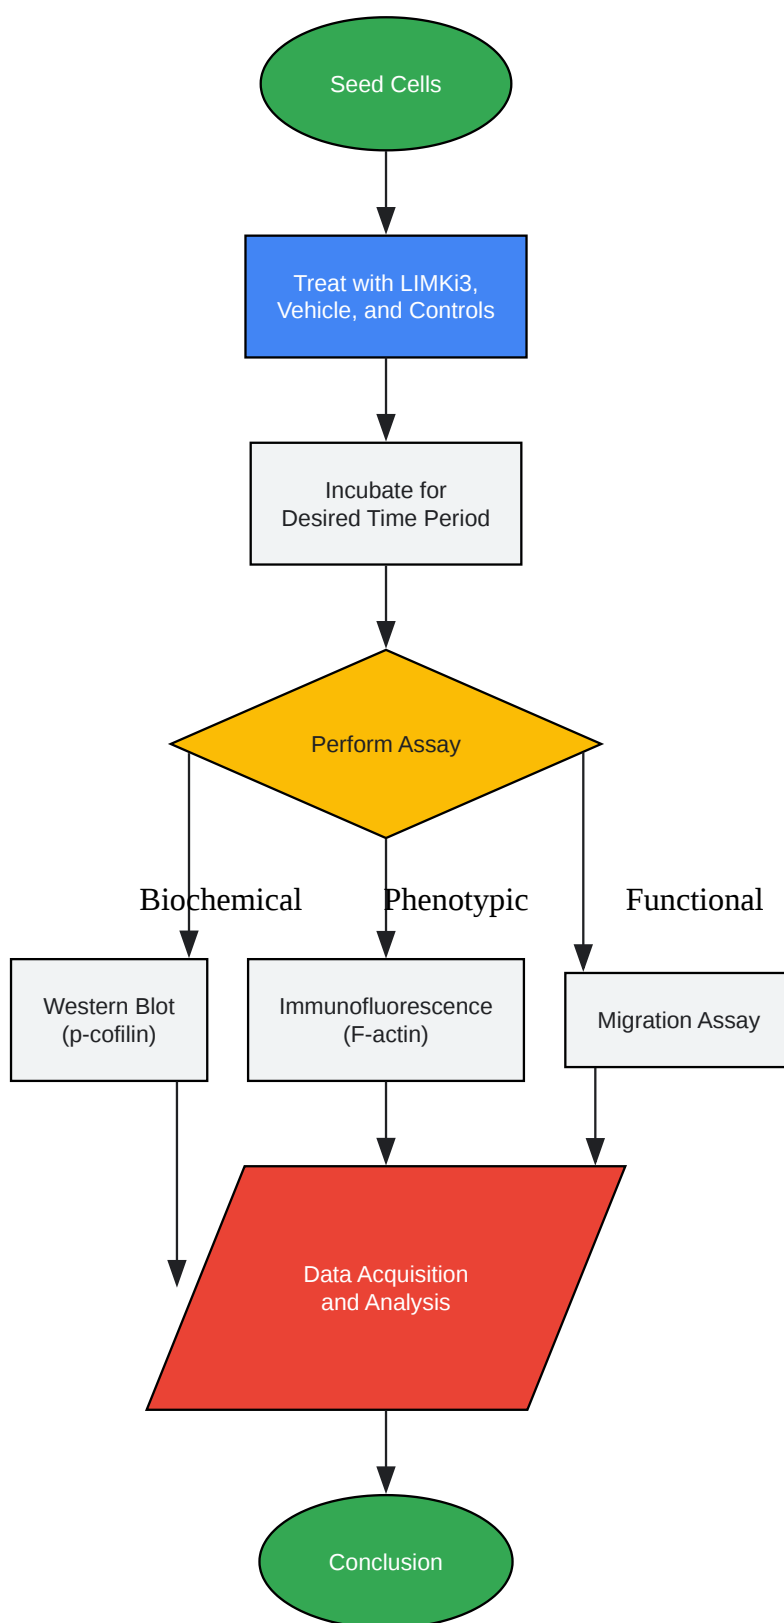 Seed Cells
Treat with LIMKi3,
Vehicle, and Controls
Incubate for
Desired Time Period
Perform Assay
Biochemical
Phenotypic
Functional
Western Blot
(p-cofilin)
Immunofluorescence
(F-actin)
Migration Assay
Data Acquisition
and Analysis
Conclusion